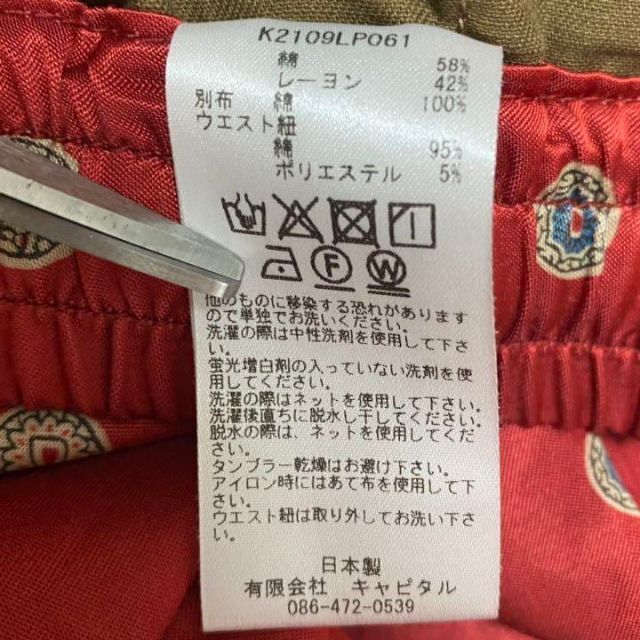 K2109LP061
綿 58%
レーヨン 42%
別布 綿 100%
ウエスト紐
綿 95%
ポリエステル 5%
F
W
他のものに移染する恐れがあります
ので単独でお洗いください。
洗濯の際は中性洗剤を使用して下さ
い。
蛍光増白剤の入っていない洗剤を使
用してください。
洗濯の際はネットを使用してください。
洗濯後直ちに脱水し干してください。
脱水の際は、ネットを使用してくださ
い。
タンブラー乾燥はお避け下さい。
アイロン時にはあて布を使用して下
さい。
ウエスト紐は取り外してお洗い下さ
い。
日本製
有限会社 キャピタル
086-472-0539